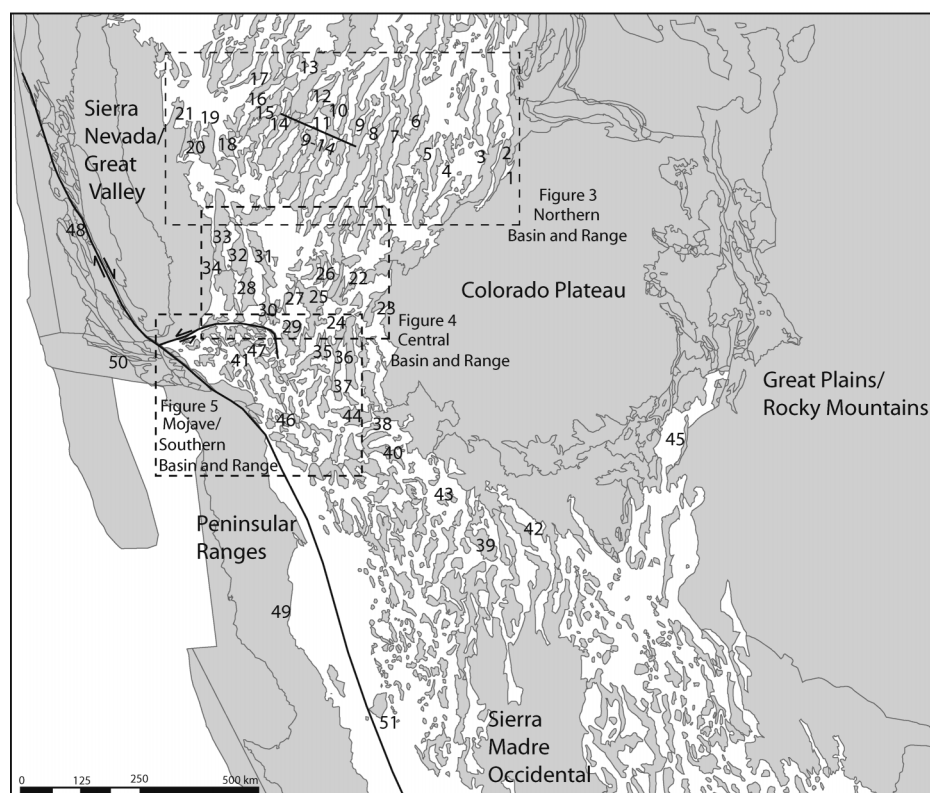 13
17
16
12
21
19
15
14
10
11
9
8
7
6
9-14
20
18
5
4
3
2
1
Sierra
Nevada/
Great
Valley
Figure 3
Northern
Basin and Range
48
33
32
31
34
28
26
22
27
25
30
23
29
24
Colorado Plateau
Figure 4
Central
Basin and Range
50
41
47
35
36
37
Great Plains/
Rocky Mountains
Figure 5
Mojave/
Southern
Basin and Range
46
44
38
40
45
43
42
39
Peninsular
Ranges
49
51
Sierra
Madre
Occidental
0 125 250 500 km